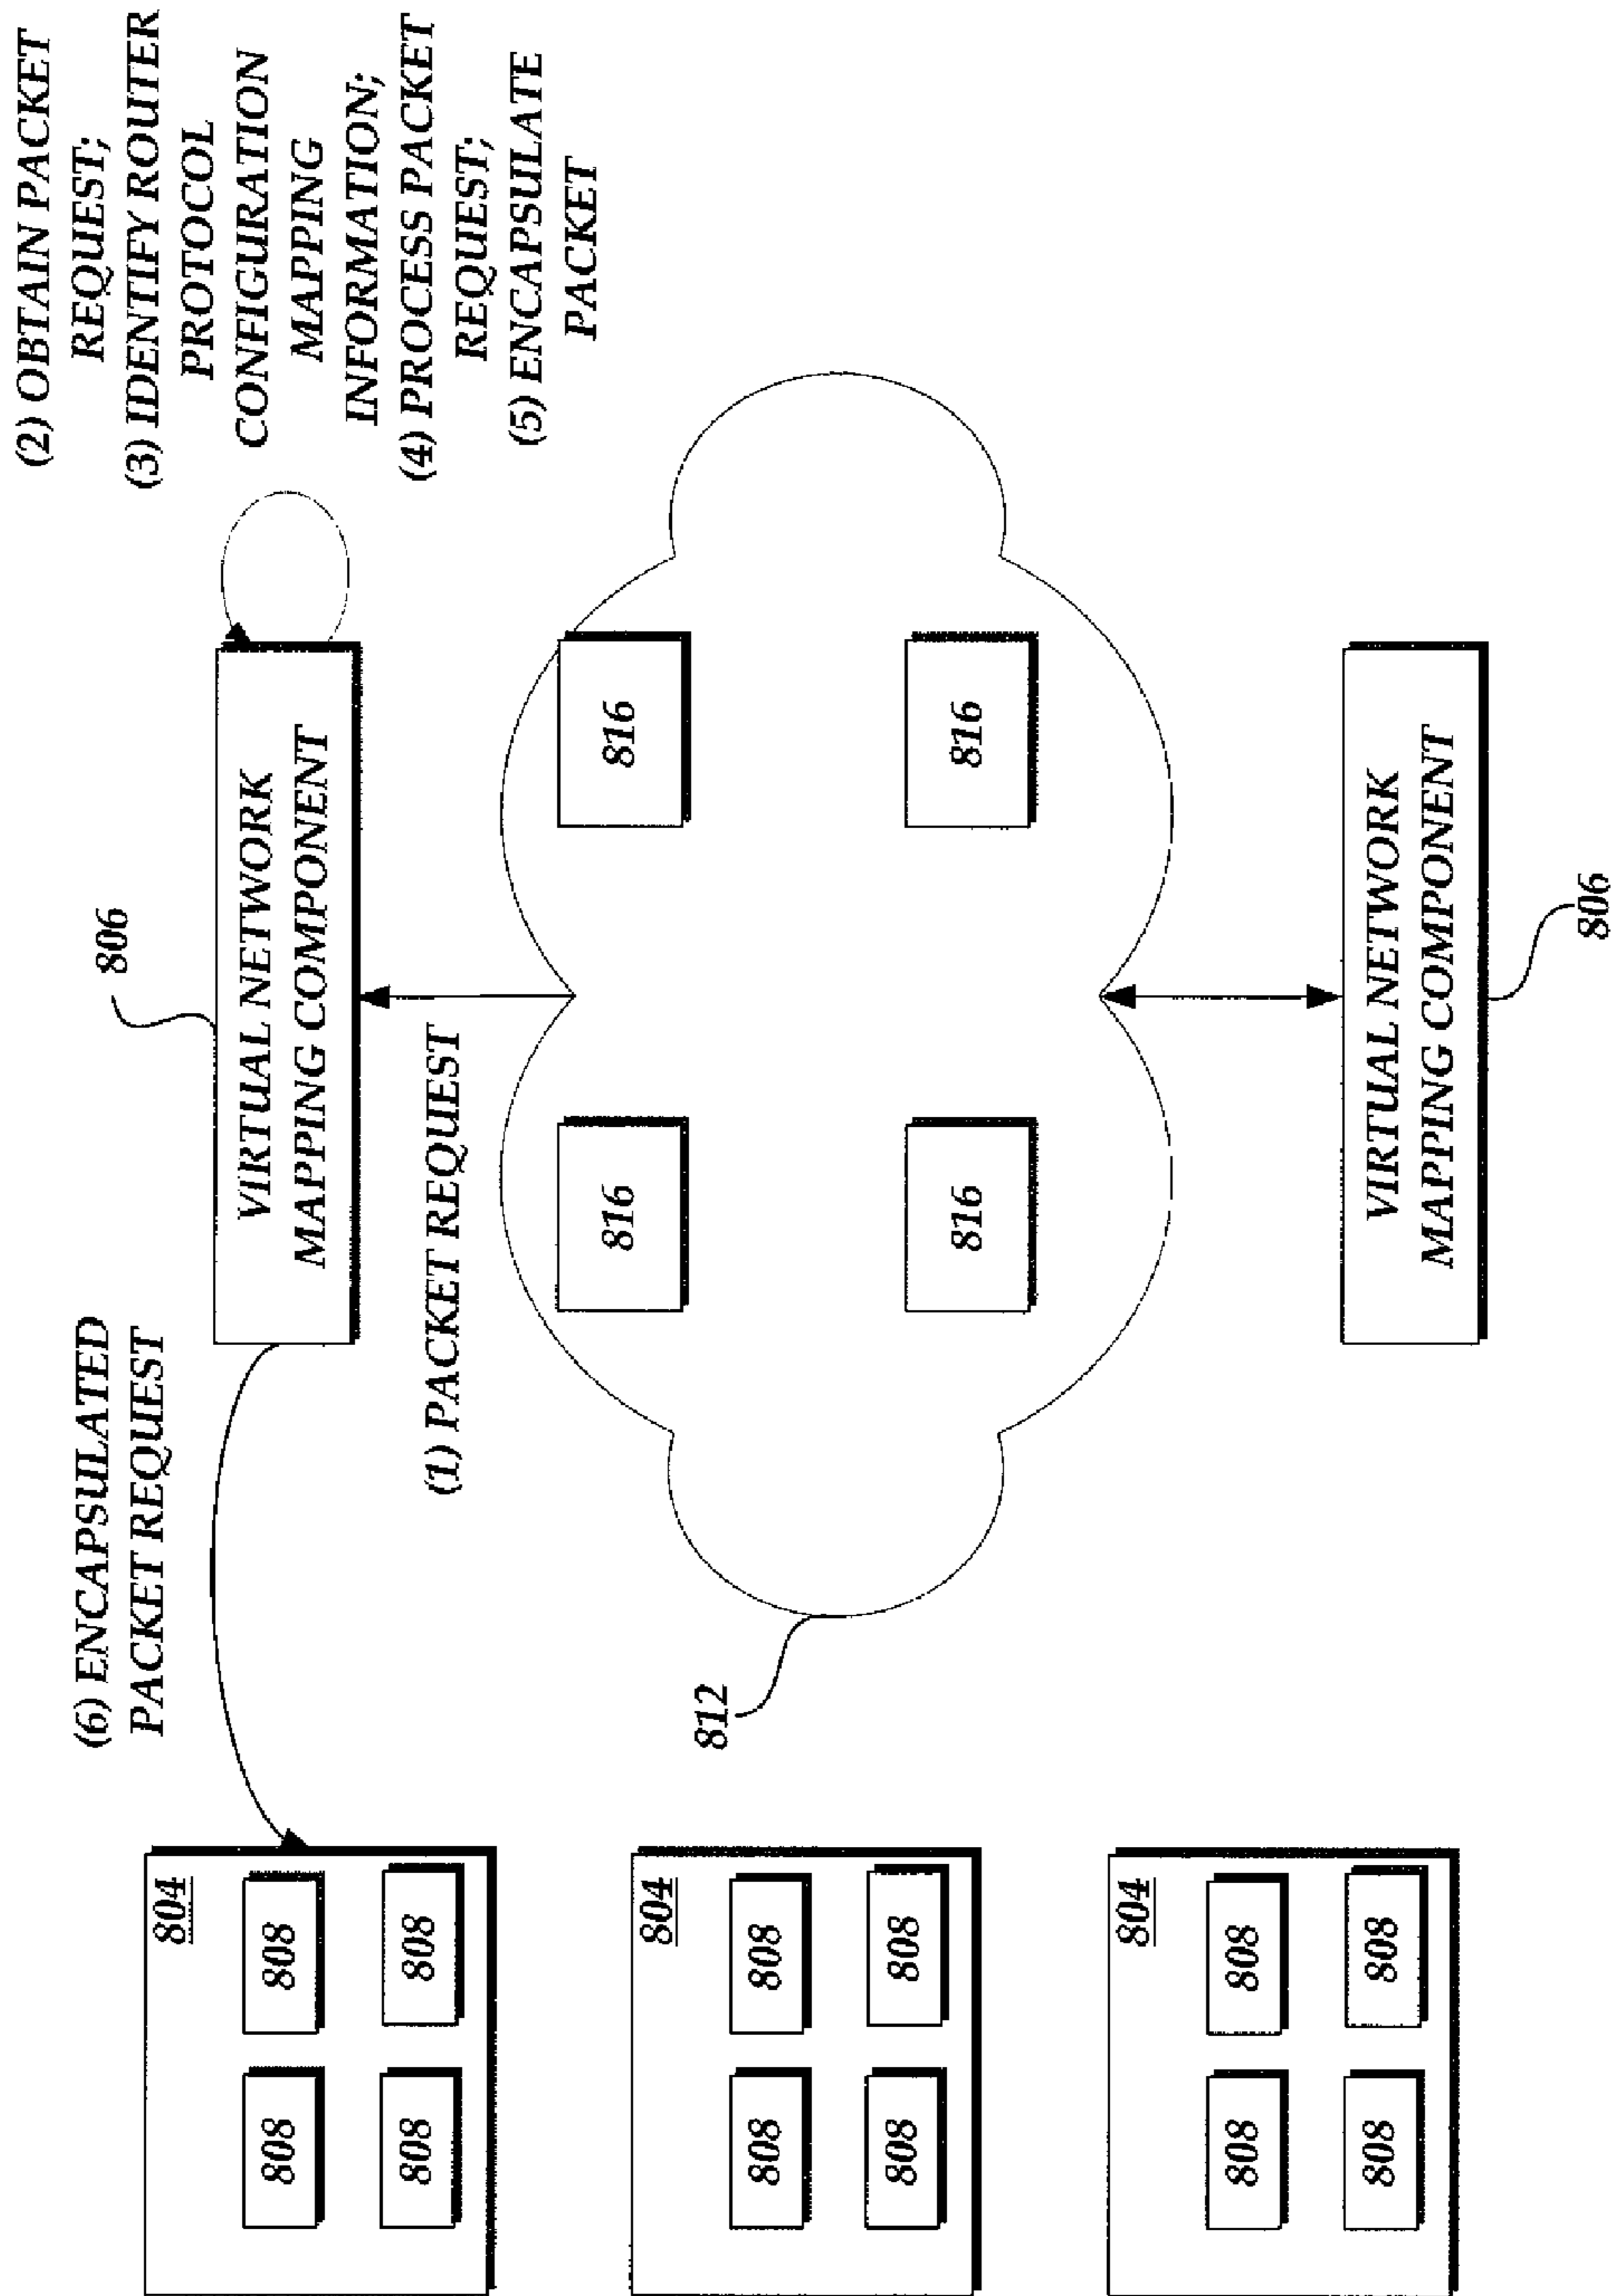 804
808
808
808
808
(6) ENCAPSULATED
PACKET REQUEST
806
VIRTUAL NETWORK
MAPPING COMPONENT
(2) OBTAIN PACKET
REQUEST;
(3) IDENTIFY ROUTER
PROTOCOL
CONFIGURATION
MAPPING
INFORMATION;
(4) PROCESS PACKET
REQUEST;
(5) ENCAPSULATE
PACKET
(1) PACKET REQUEST
804
808
808
808
808
812
816
816
816
816
804
808
808
808
808
VIRTUAL NETWORK
MAPPING COMPONENT
806